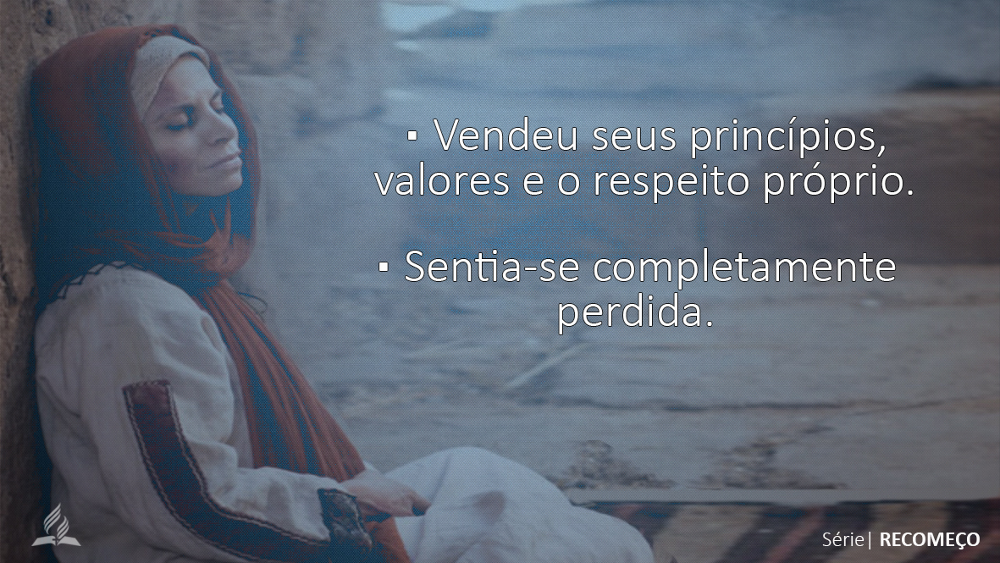 ▪ Vendeu seus princípios,
valores e o respeito próprio.
▪ Sentia-se completamente
perdida.
Série| RECOMEÇO